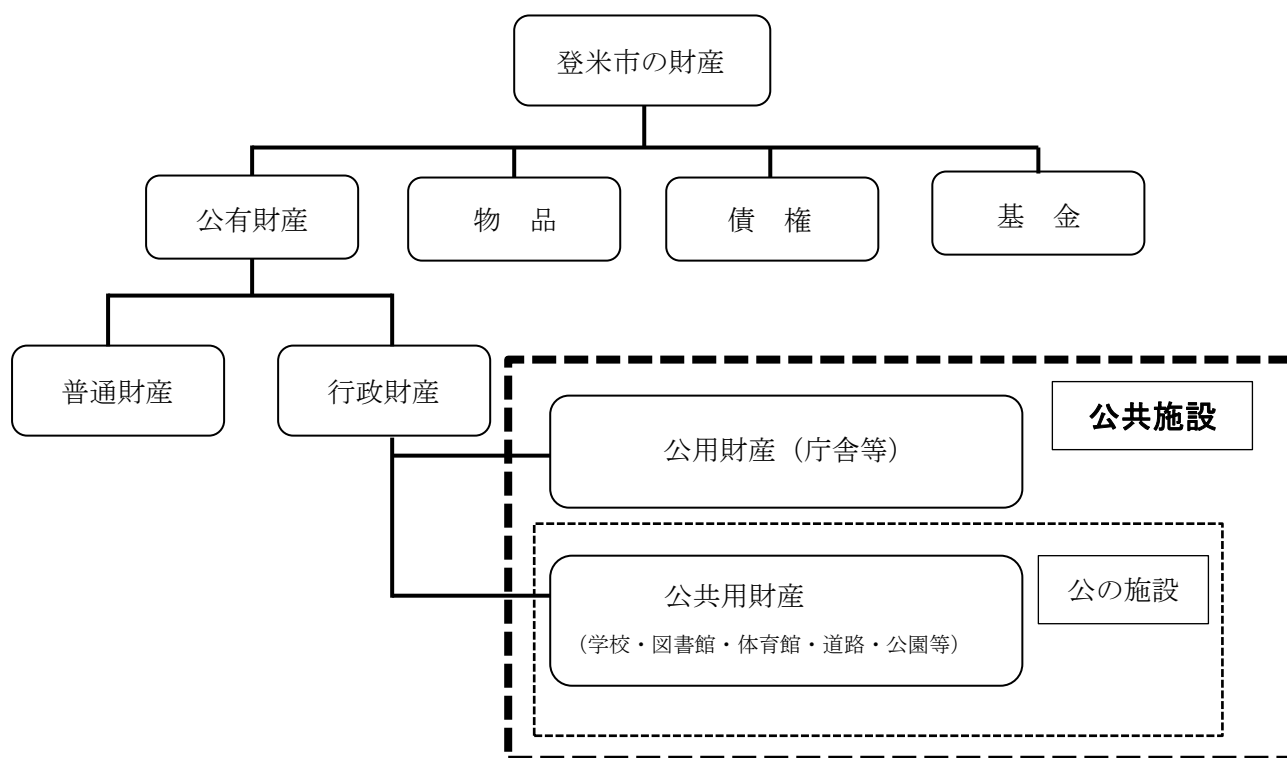 登米市の財産
公有財産
物　品
債　権
基　金
普通財産
行政財産
公共施設
公用財産（庁舎等）
公共用財産
（学校・図書館・体育館・道路・公園等）
公の施設